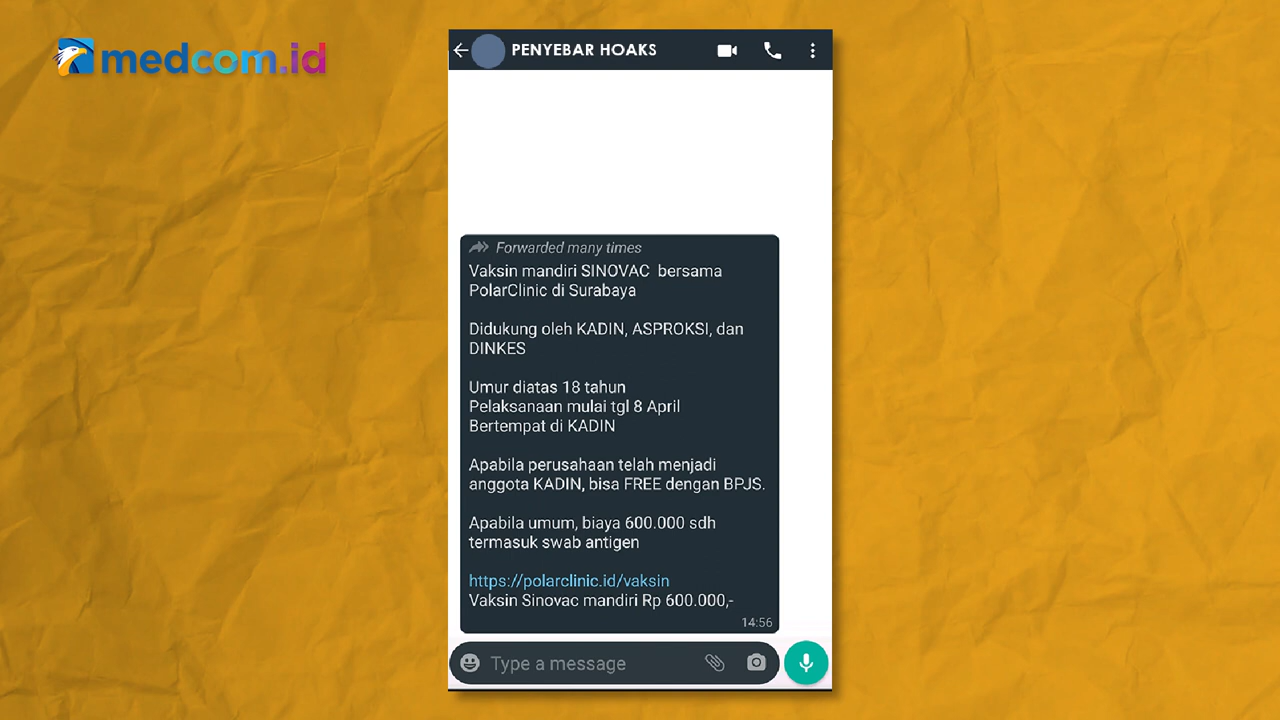 medcom.id
PENYEBAR HOAKS
Forwarded many times
Vaksin mandiri SINOVAC bersama
PolarClinic di Surabaya
Didukung oleh KADIN, ASPROKSI, dan
DINKES
Umur diatas 18 tahun
Pelaksanaan mulai tgl 8 April
Bertempat di KADIN
Apabila perusahaan telah menjadi
anggota KADIN, bisa FREE dengan BPJS.
Apabila umum, biaya 600.000 sdh
termasuk swab antigen
https://polarclinic.id/vaksin
Vaksin Sinovac mandiri Rp 600.000,-
14:56
Type a message